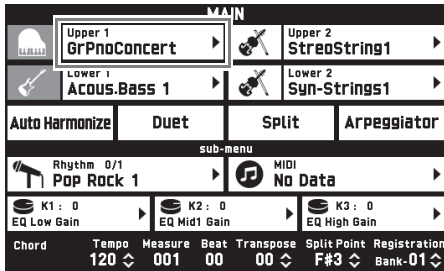 MAIN
Upper 1
GrPnoConcert
Upper 2
StreoString1
Lower 1
Acous.Bass 1
Lower 2
Syn-Strings1
Auto Harmonize
Duet
Split
Arpeggiator
sub-menu
Rhythm 0/1
Pop Rock 1
MIDI
No Data
K1 : 0
EQ Low Gain
K2 : 0
EQ Mid1 Gain
K3 : 0
EQ High Gain
Chord Tempo Measure Beat Transpose Split Point Registration
120 001 00 00 F#3 Bank-01